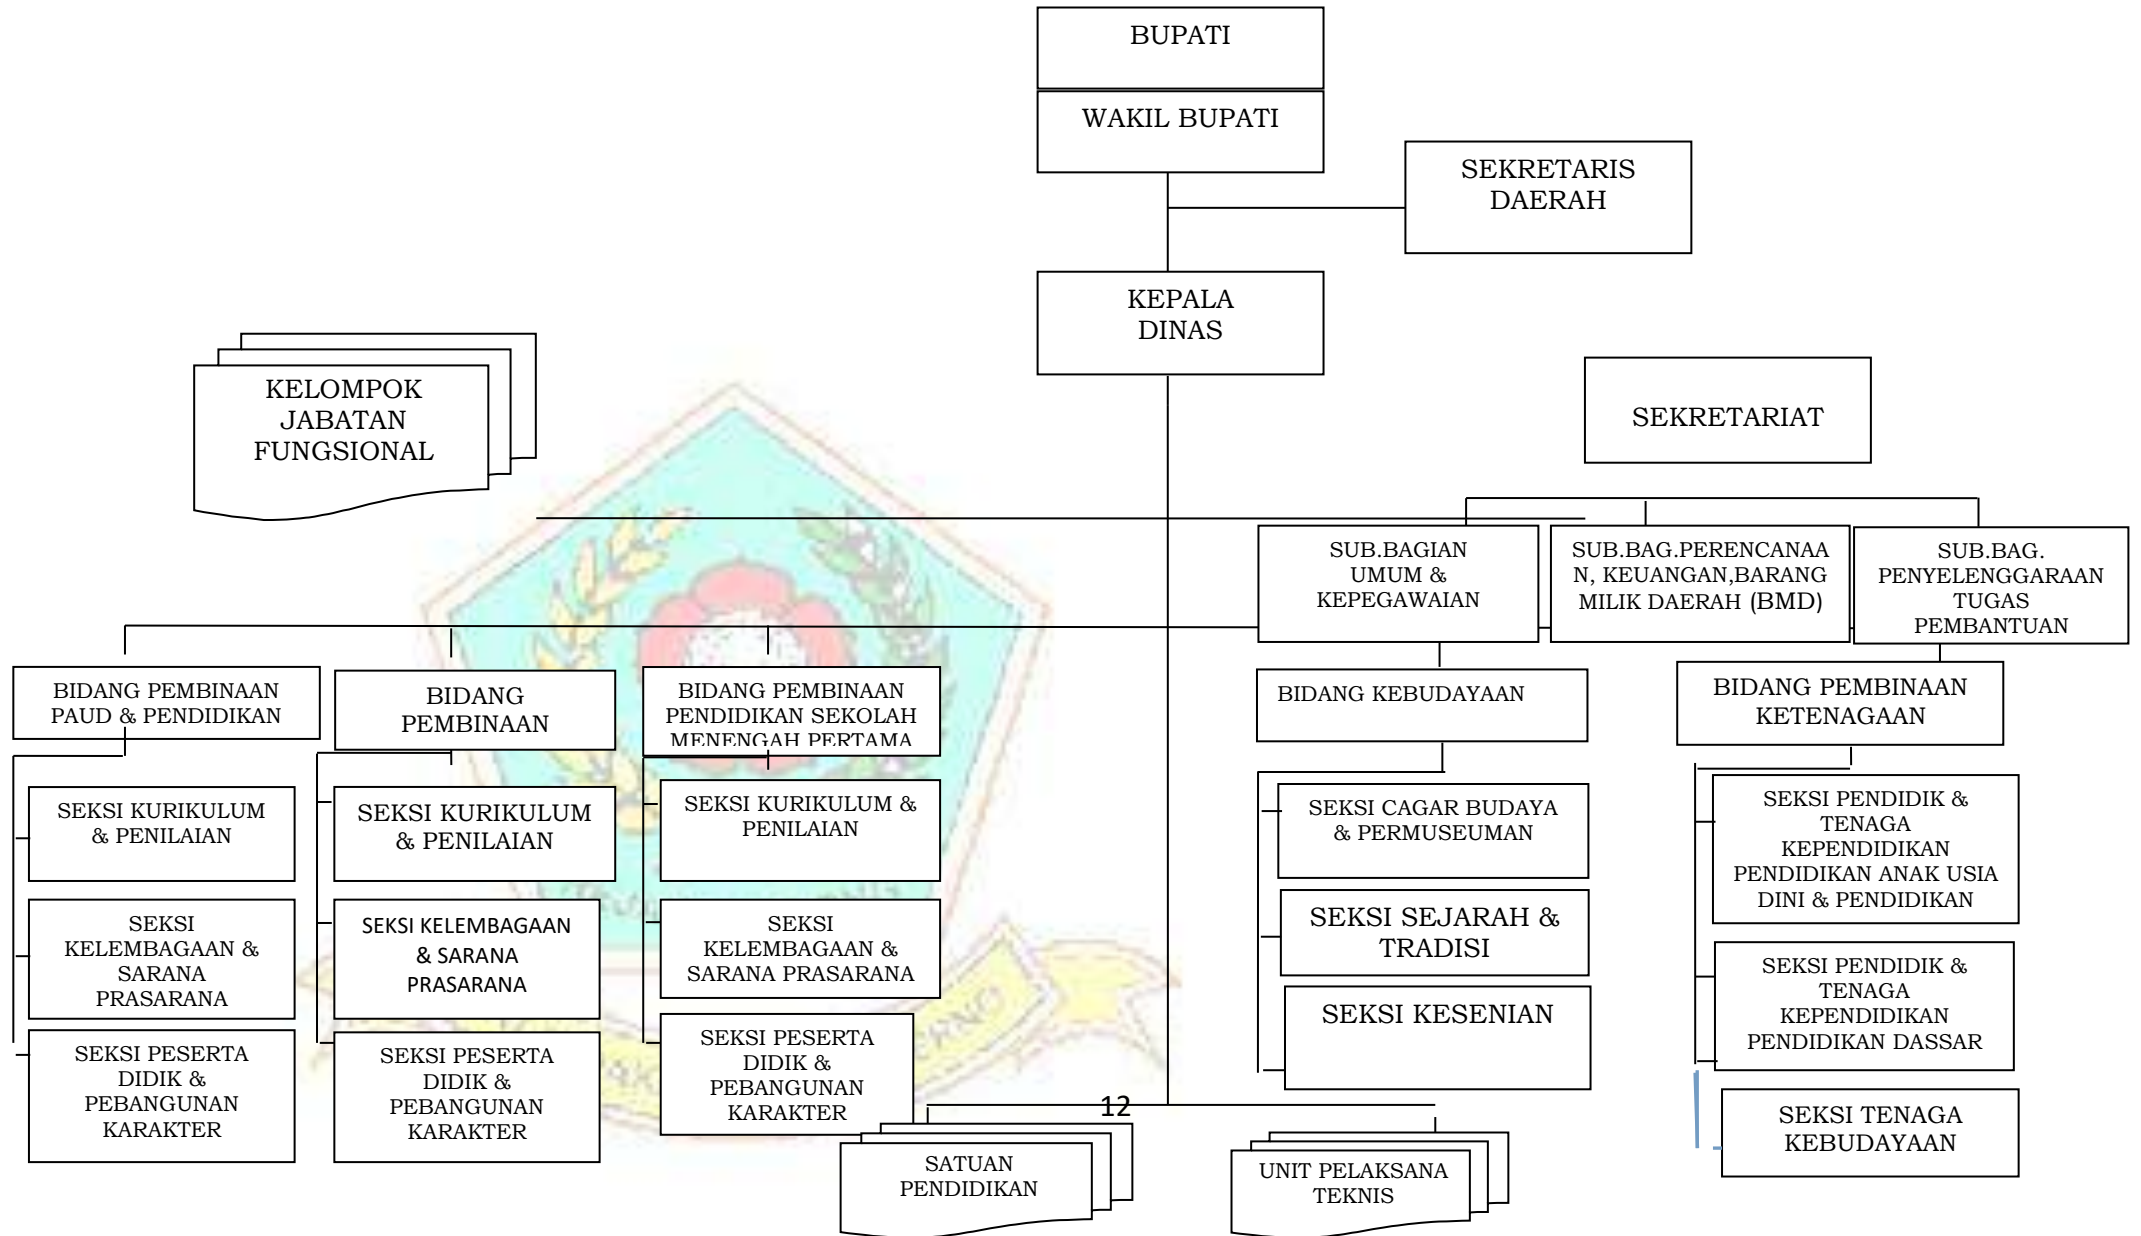 BUPATI
WAKIL BUPATI
SEKRETARIS
DAERAH
KEPALA
DINAS
KELOMPOK
JABATAN
FUNGSIONAL
SEKRETARIAT
SUB.BAGIAN
UMUM &
KEPEGAWAIAN
SUB.BAG.PERENCANAA
N, KEUANGAN,BARANG
MILIK DAERAH (BMD)
SUB.BAG.
PENYELENGGARAAN
TUGAS
PEMBANTUAN
BIDANG PEMBINAAN
PAUD & PENDIDIKAN
BIDANG
PEMBINAAN
BIDANG PEMBINAAN
PENDIDIKAN SEKOLAH
MENENGAH PERTAMA
BIDANG KEBUDAYAAN
BIDANG PEMBINAAN
KETENAGAAN
SEKSI KURIKULUM
& PENILAIAN
SEKSI KELEMBAGAAN &
SARANA
PRASARANA
SEKSI PESERTA
DIDIK &
PEBANGUNAN
KARAKTER
SEKSI KURIKULUM
& PENILAIAN
SEKSI KELEMBAGAAN
& SARANA
PRASARANA
SEKSI PESERTA
DIDIK &
PEBANGUNAN
KARAKTER
SEKSI KURIKULUM &
PENILAIAN
SEKSI
KELEMBAGAAN &
SARANA PRASARANA
SEKSI PESERTA
DIDIK &
PEBANGUNAN
KARAKTER
SEKSI CAGAR BUDAYA
& PERMUSEUMAN
SEKSI SEJARAH &
TRADISI
SEKSI KESENIAN
SEKSI PENDIDIK &
TENAGA
KEPENDIDIKAN
PENDIDIKAN ANAK USIA
DINI & PENDIDIKAN
SEKSI PENDIDIK &
TENAGA
KEPENDIDIKAN
PENDIDIKAN DASSAR
SEKSI TENAGA
KEBUDAYAAN
12
SATUAN
PENDIDIKAN
UNIT PELAKSANA
TEKNIS